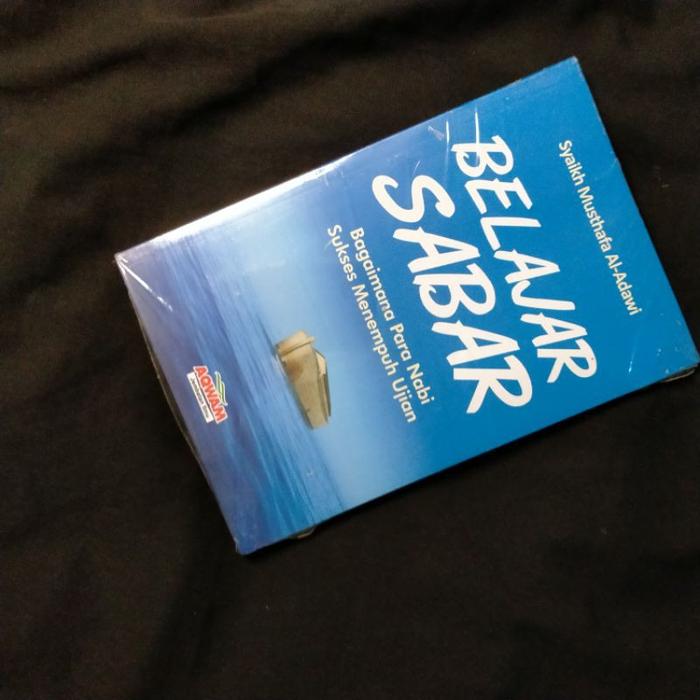 Syaikh Musthafa Al-Adawi
BELAJAR
SABAR
Bagaimana Para Nabi
Sukses Menempuh Ujian
AQWAM